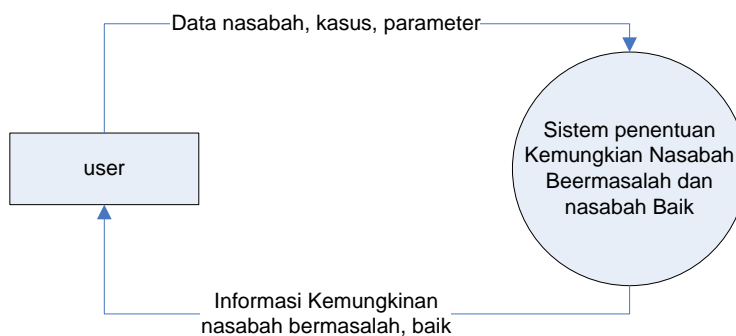 Data nasabah, kasus, parameter
user
Sistem penentuan
Kemungkian Nasabah
Beermasalah dan
nasabah Baik
Informasi Kemungkinan
nasabah bermasalah, baik